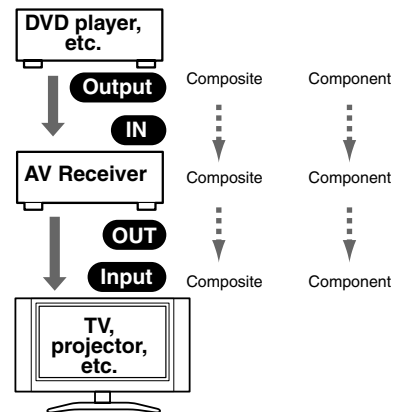 DVD player,
etc.
Output
Composite
Component
IN
AV Receiver
Composite
Component
OUT
Input
Composite
Component
TV,
projector,
etc.